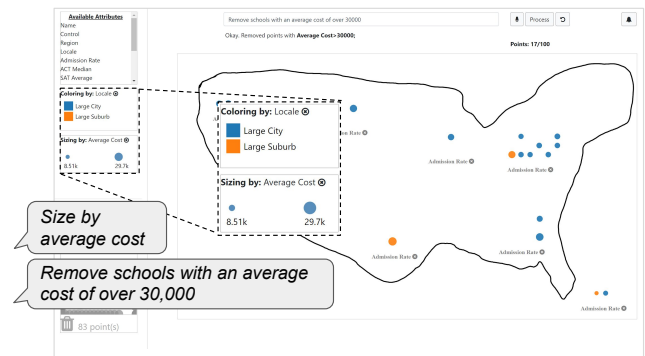 Available Attributes
Name
Control
Region
Locale
Admission Rate
ACT Median
SAT Average
Remove schools with an average cost of over 30000
Process
Okay. Removed points with Average Cost>30000;
Points: 17/100
Coloring by: Locale
Large City
Large Suburb
Sizing by: Average Cost
8.51k 29.7k
Coloring by: Locale
Large City
Large Suburb
Sizing by: Average Cost
8.51k 29.7k
Admission Rate
Admission Rate
Admission Rate
Admission Rate
Admission Rate
Size by
average cost
Remove schools with an average
cost of over 30,000
83 point(s)